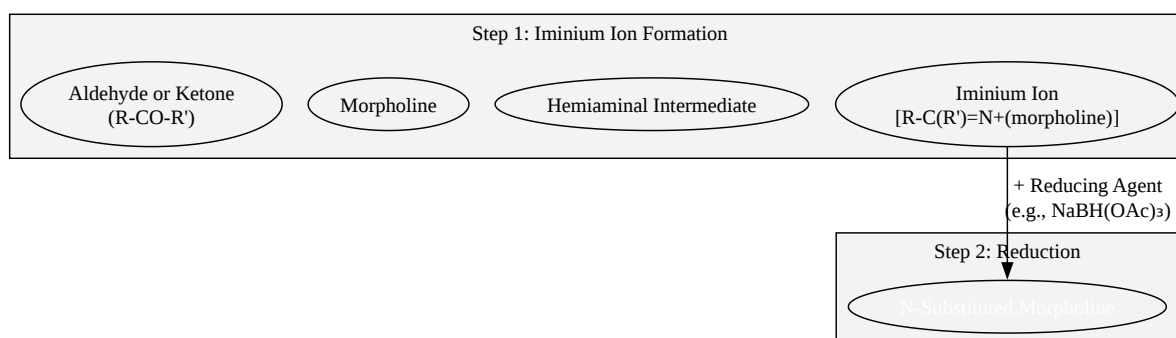 Step 1: Iminium Ion Formation
Aldehyde or Ketone
(R-CO-R')
Morpholine
Hemiaminal Intermediate
Iminium Ion
[R-C(R')=N+(morpholine)]
+ Reducing Agent
(e.g., NaBH(OAc)₃)
Step 2: Reduction
N-Substituted Morpholine